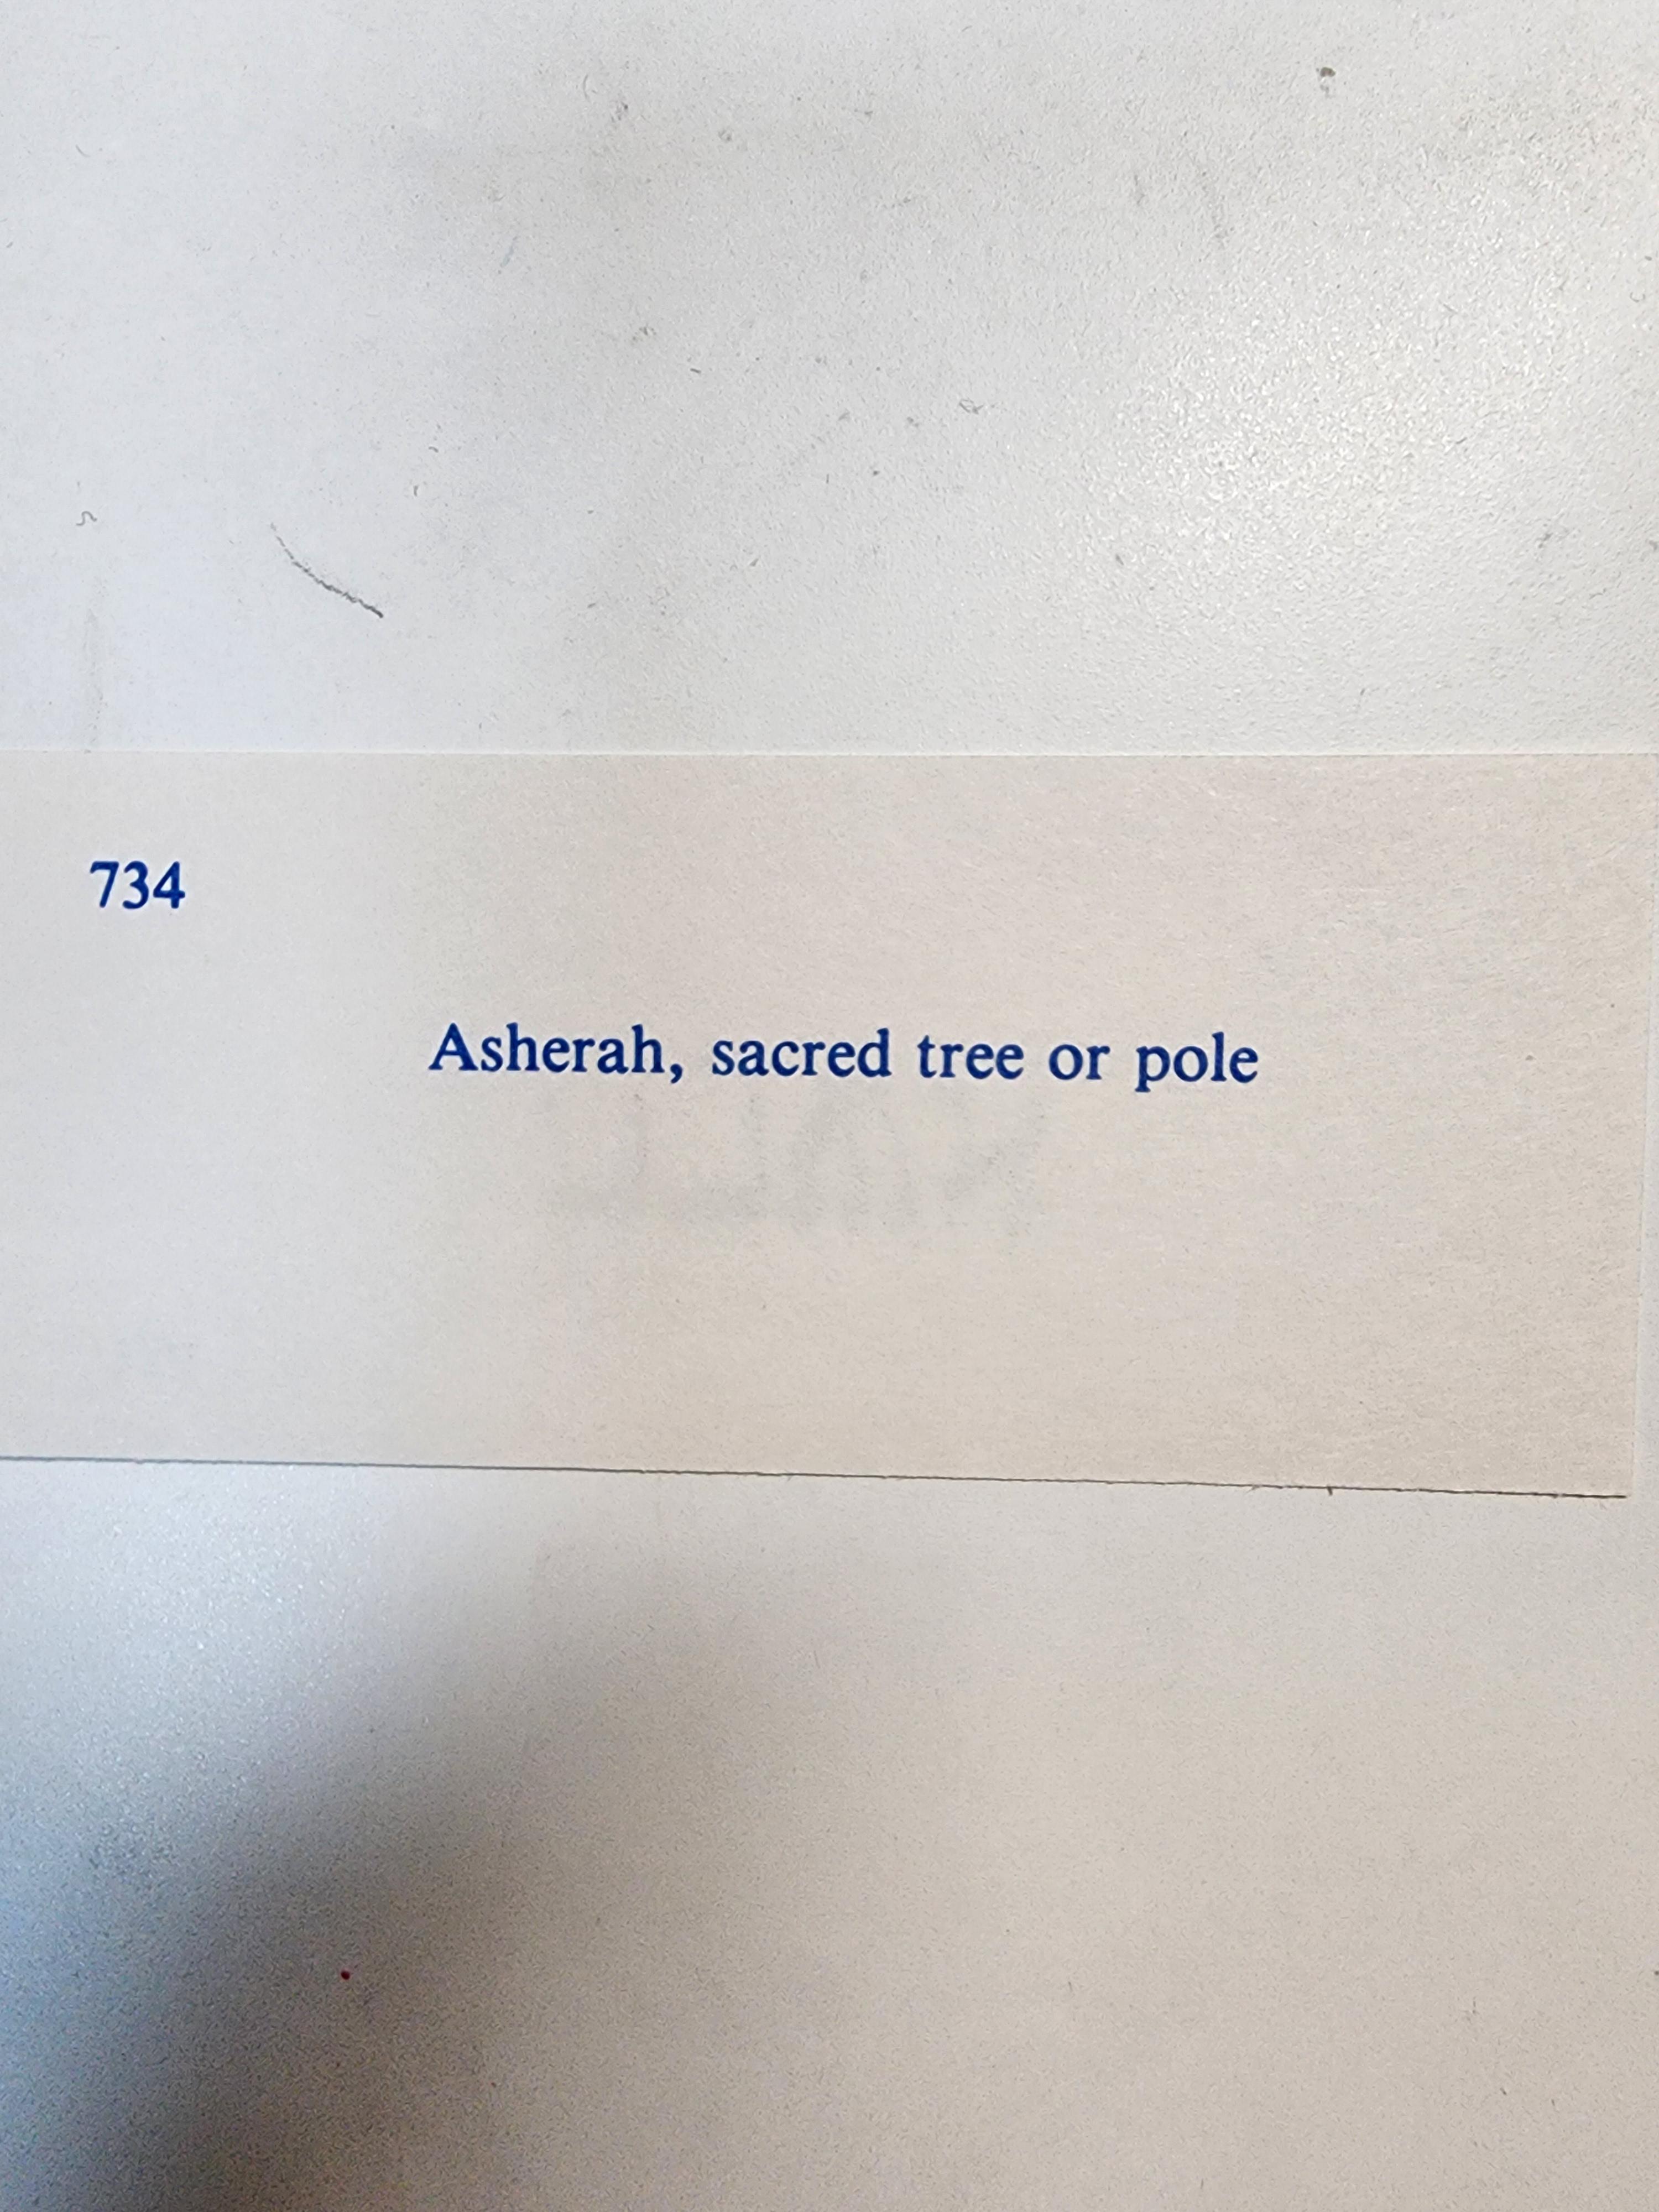 734
Asherah, sacred tree or pole